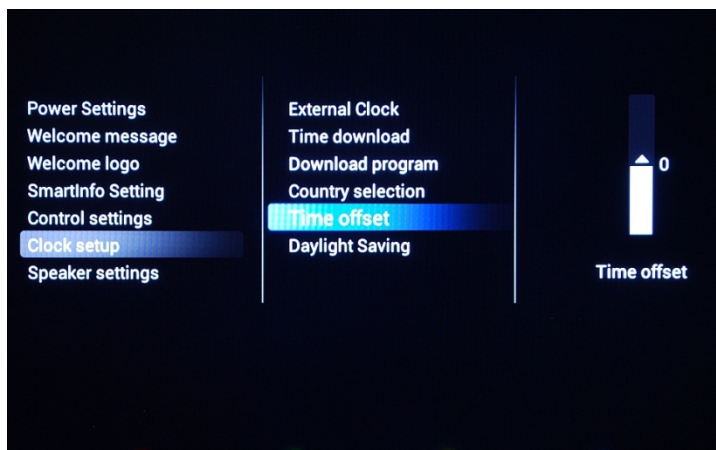 Power Settings
Welcome message
Welcome logo
SmartInfo Setting
Control settings
Clock setup
Speaker settings
External Clock
Time download
Download program
Country selection
Time offset
Daylight Saving
0
Time offset